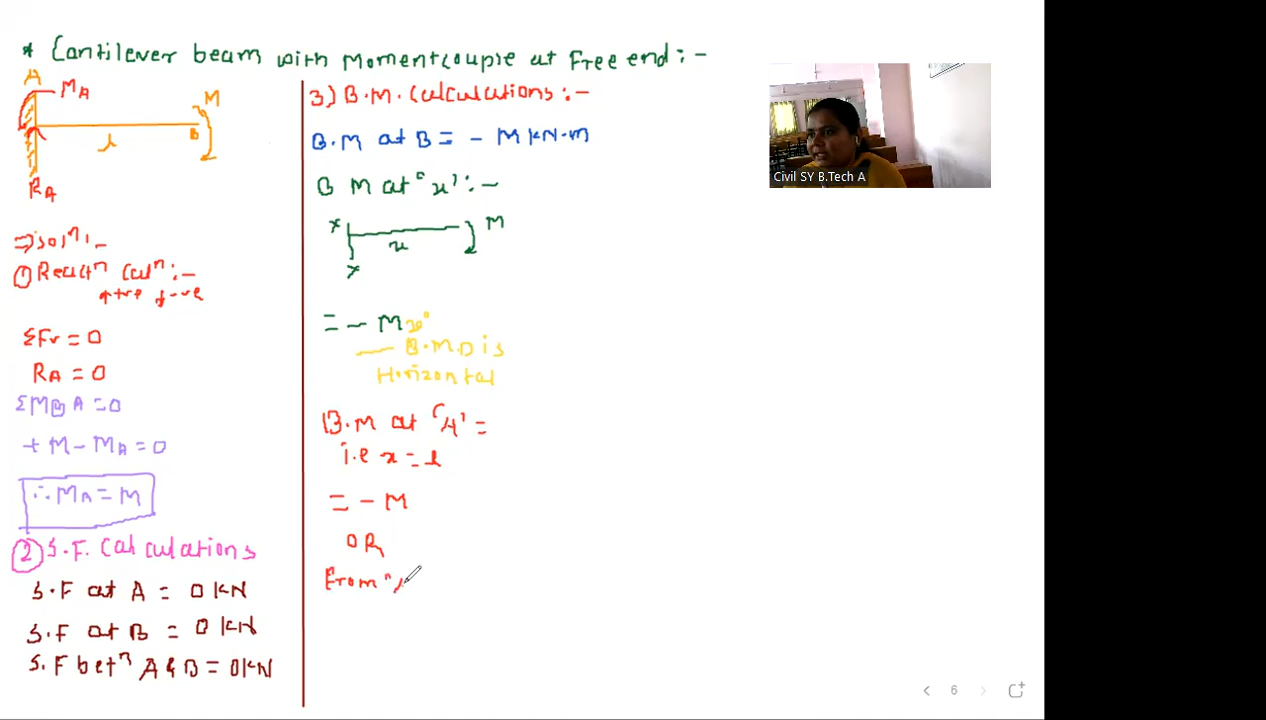 * Cantilever beam with Moment couple at Free end :-
A
MA
M
B
l
RA
⇒ Solⁿ :-
① Reactⁿ Calⁿ :-
↑+ve ↓-ve
ΣFv = 0
RA = 0
ΣM@A = 0
+ M - MA = 0
∴ MA = M
② S.F. Calculations
S.F at A = 0 kN
S.F at B = 0 kN
S.F betⁿ A & B = 0 kN
3) B.M. Calculations :-
B.M at B = - M kN-m
B M at 'x' :-
x
M
x
x
= - Mx⁰
— B.M.D is
Horizontal
B.M at 'A' =
i.e x = l
= - M
OR
From "
Civil SY B.Tech A
6